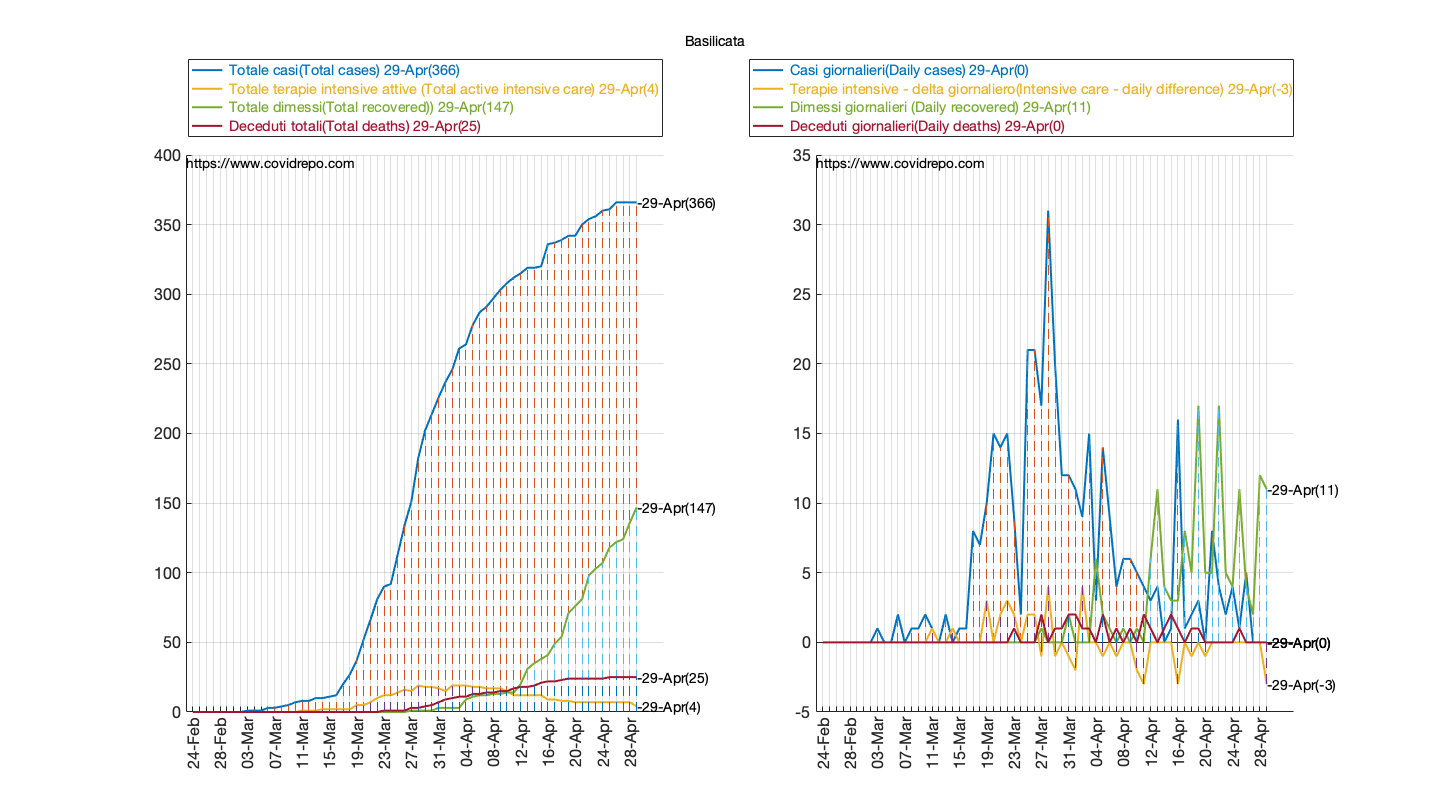 Basilicata
Totale casi(Total cases) 29-Apr(366)
Totale terapie intensive attive (Total active intensive care) 29-Apr(4)
Totale dimessi(Total recovered)) 29-Apr(147)
Deceduti totali(Total deaths) 29-Apr(25)
400
350
300
250
200
150
100
50
0
https://www.covidrepo.com
-29-Apr(366)
-29-Apr(147)
-29-Apr(25)
-29-Apr(4)
24-Feb
28-Feb
03-Mar
07-Mar
11-Mar
15-Mar
19-Mar
23-Mar
27-Mar
31-Mar
04-Apr
08-Apr
12-Apr
16-Apr
20-Apr
24-Apr
28-Apr
Casi giornalieri(Daily cases) 29-Apr(0)
Terapie intensive - delta giornaliero(Intensive care - daily difference) 29-Apr(-3)
Dimessi giornalieri (Daily recovered) 29-Apr(11)
Deceduti giornalieri(Daily deaths) 29-Apr(0)
35
30
25
20
15
10
5
0
-5
https://www.covidrepo.com
-29-Apr(11)
-29-Apr(0)
-29-Apr(-3)
24-Feb
28-Feb
03-Mar
07-Mar
11-Mar
15-Mar
19-Mar
23-Mar
27-Mar
31-Mar
04-Apr
08-Apr
12-Apr
16-Apr
20-Apr
24-Apr
28-Apr